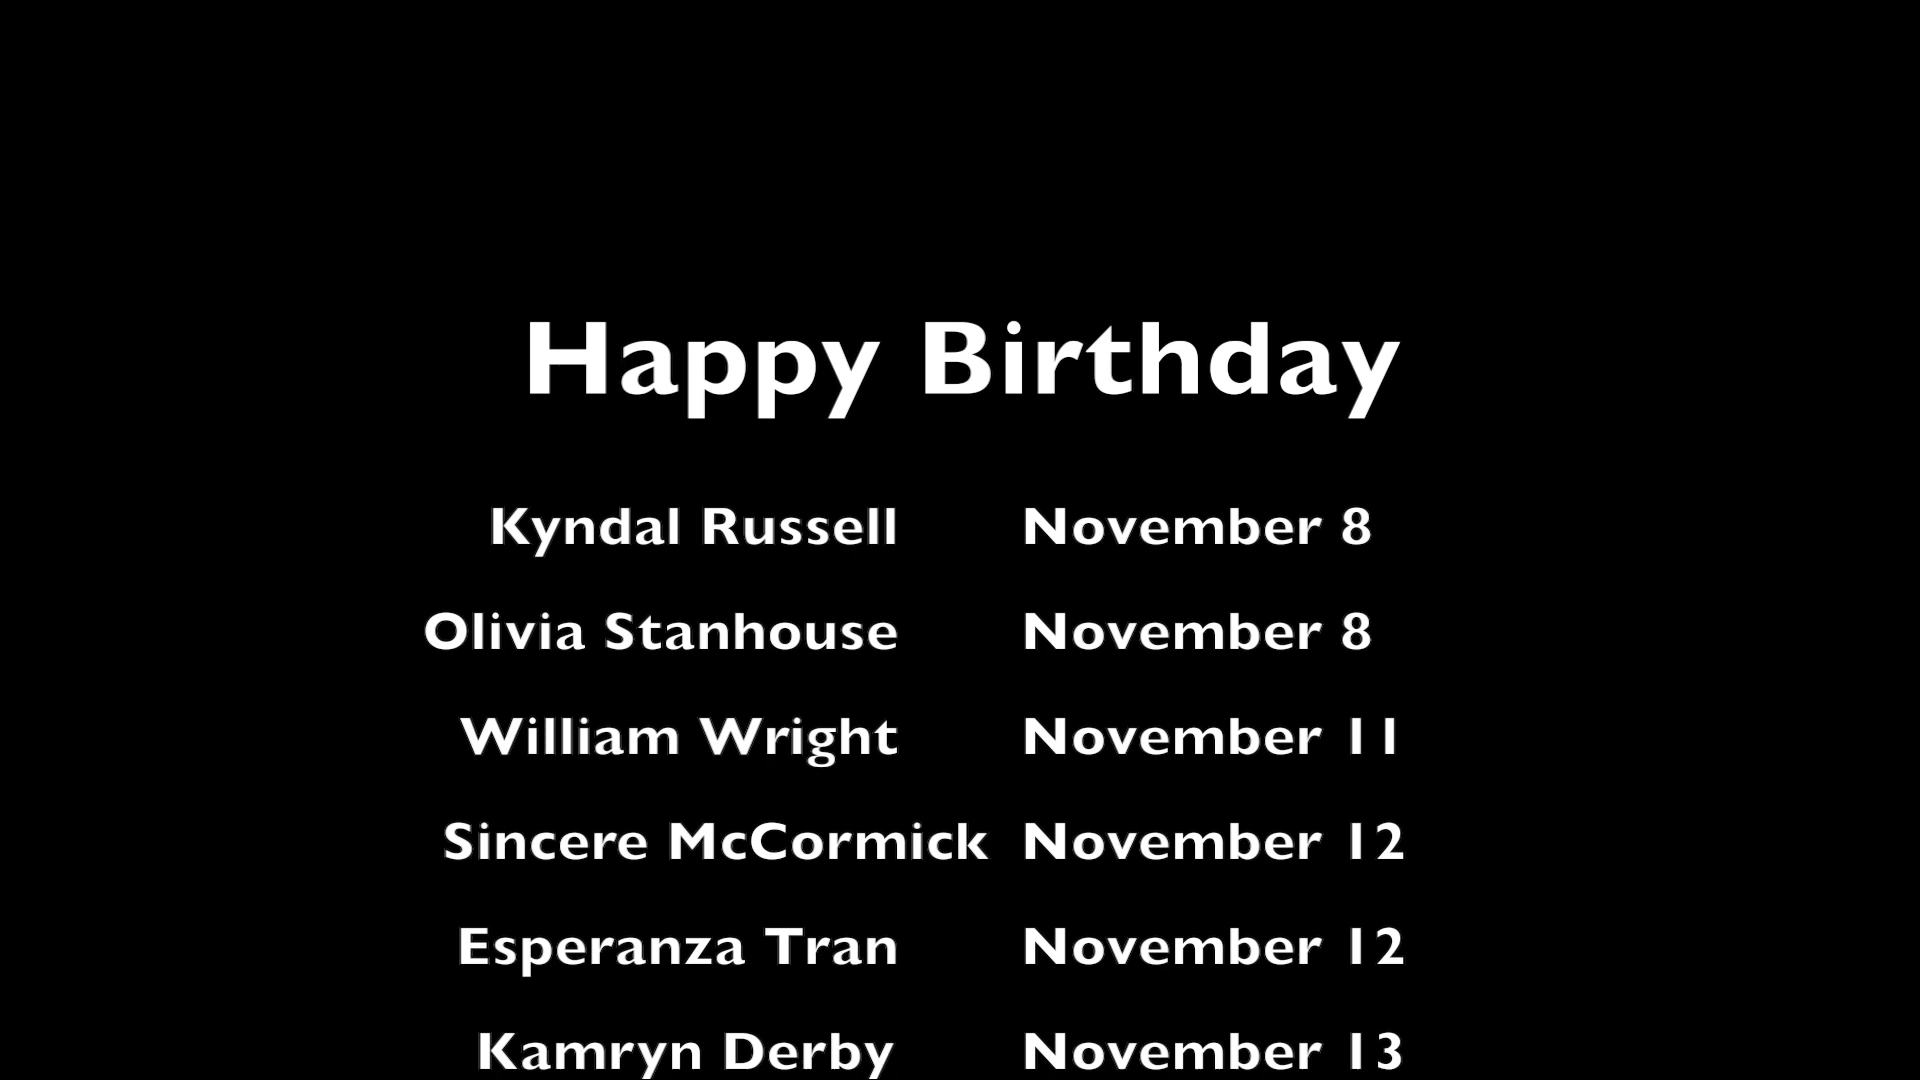 Happy Birthday
Kyndal Russell November 8
Olivia Stanhouse November 8
William Wright November 11
Sincere McCormick November 12
Esperanza Tran November 12
Kamryn Derby November 13